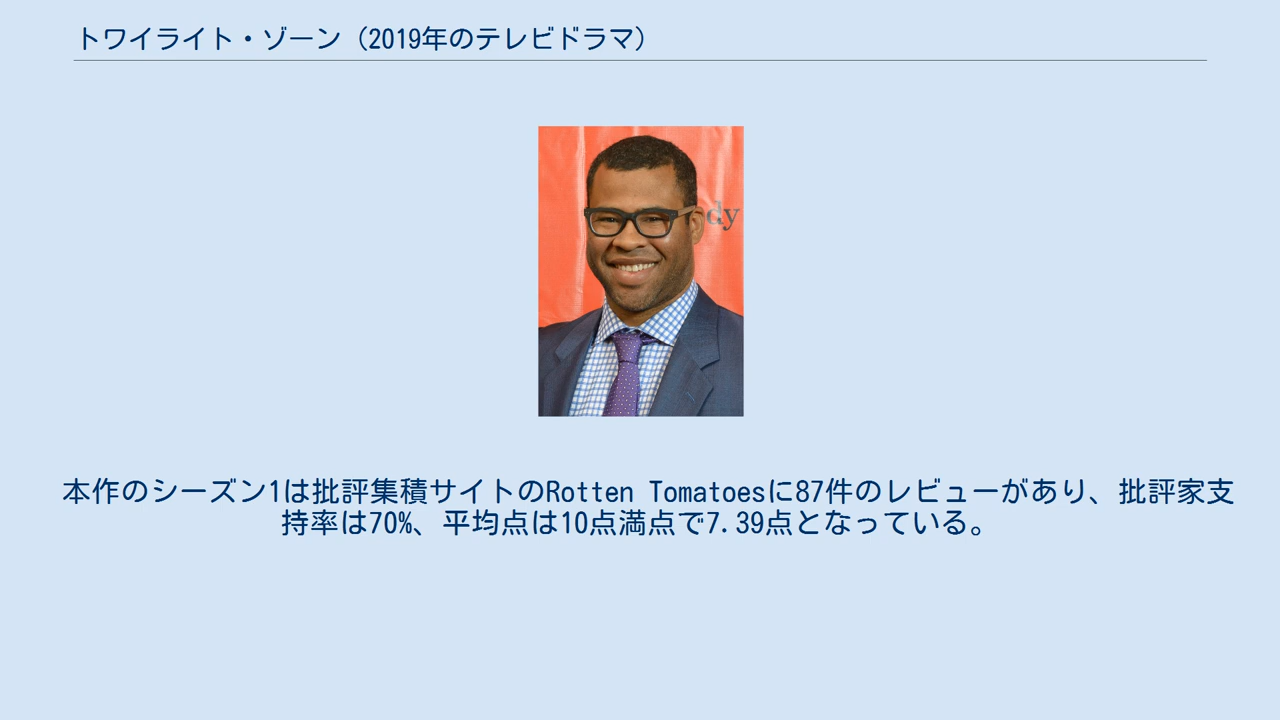 トワイライト・ゾーン（2019年のテレビドラマ）
dy
本作のシーズン1は批評集積サイトのRotten Tomatoesに87件のレビューがあり、批評家支
持率は70%、平均点は10点満点で7.39点となっている。